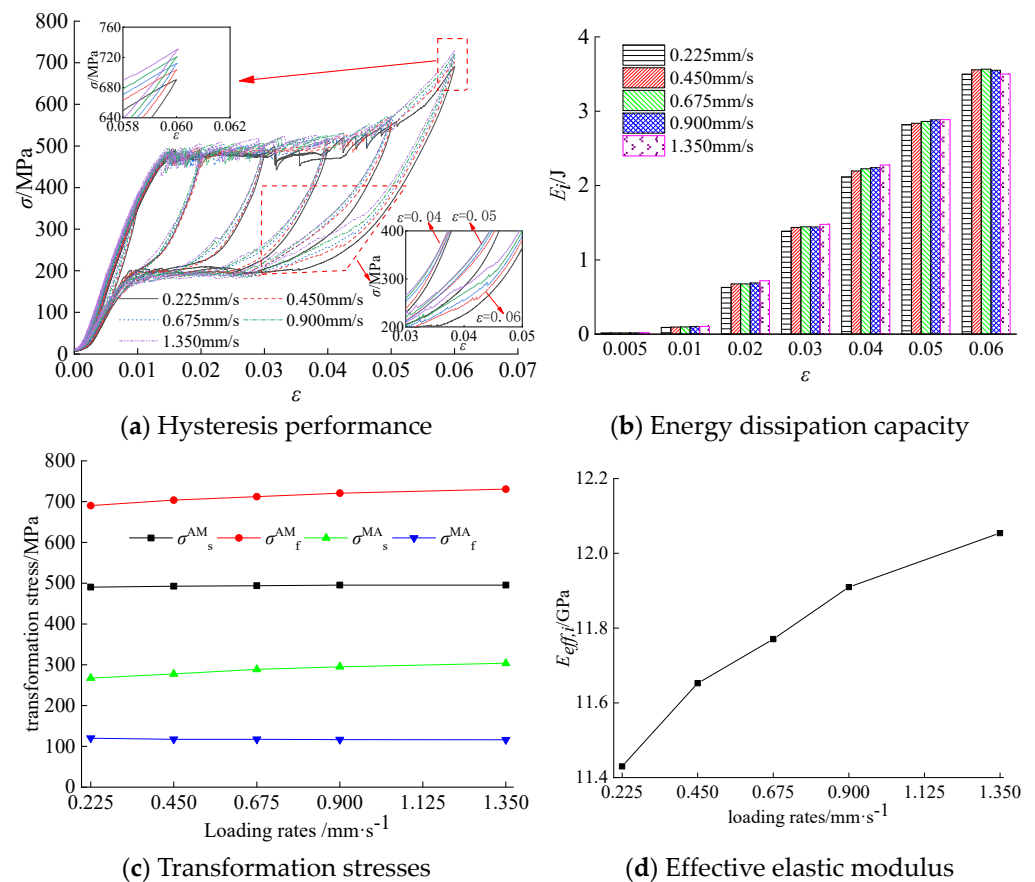 800
700
600
500
400
300
200
100
0
σ/MPa
0.00 0.01 0.02 0.03 0.04 0.05 0.06 0.07
ε
760
720
680
640
σ/MPa
0.058 0.060 0.062
ε
ε=0.04 ε=0.05
400
300
200
σ/MPa
ε=0.06
0.03 0.04 0.05
ε
0.225mm/s 0.450mm/s
0.675mm/s 0.900mm/s
1.350mm/s
(a) Hysteresis performance
4
3
2
1
0
Ei/J
0.225mm/s
0.450mm/s
0.675mm/s
0.900mm/s
1.350mm/s
0.005 0.01 0.02 0.03 0.04 0.05 0.06
ε
(b) Energy dissipation capacity
800
700
600
500
400
300
200
100
0
transformation stress/MPa
σAMs σAMf σMAs σMAf
0.225 0.450 0.675 0.900 1.125 1.350
Loading rates /mm·s-1
(c) Transformation stresses
12.2
12.0
11.8
11.6
11.4
Eeff,i/GPa
0.225 0.450 0.675 0.900 1.125 1.350
loading rates/mm·s-1
(d) Effective elastic modulus